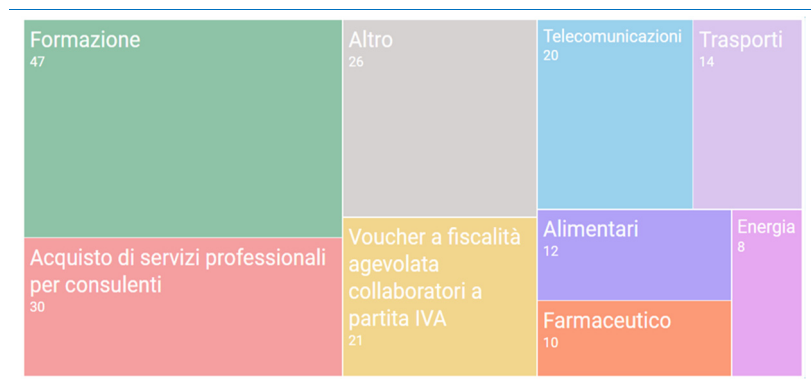 Formazione
47
Acquisto di servizi professionali
per consulenti
30
Altro
26
Voucher a fiscalità
agevolata
collaboratori a
partita IVA
21
Telecomunicazioni
20
Trasporti
14
Alimentari
12
Farmaceutico
10
Energia
8